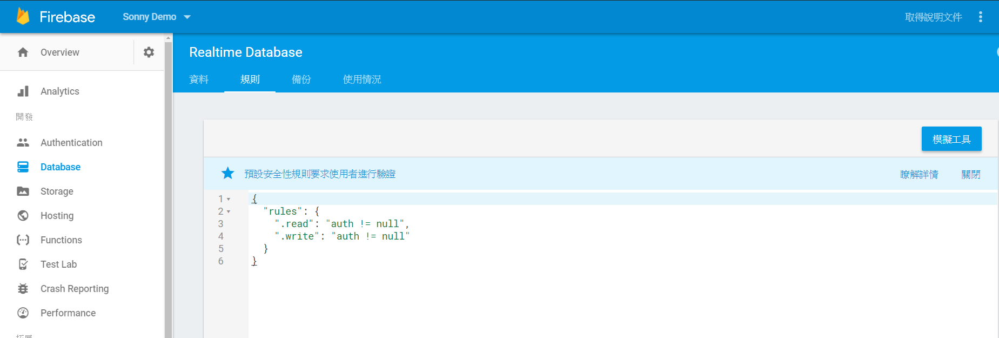 Firebase
Sonny Demo
取得說明文件
Overview
Analytics
開發
Authentication
Database
Storage
Hosting
Functions
Test Lab
Crash Reporting
Performance
Realtime Database
資料 規則 備份 使用情況
模擬工具
預設安全性規則要求使用者進行驗證
瞭解詳情 關閉
1 {
2 "rules": {
3 ".read": "auth != null",
4 ".write": "auth != null"
5 }
6 }